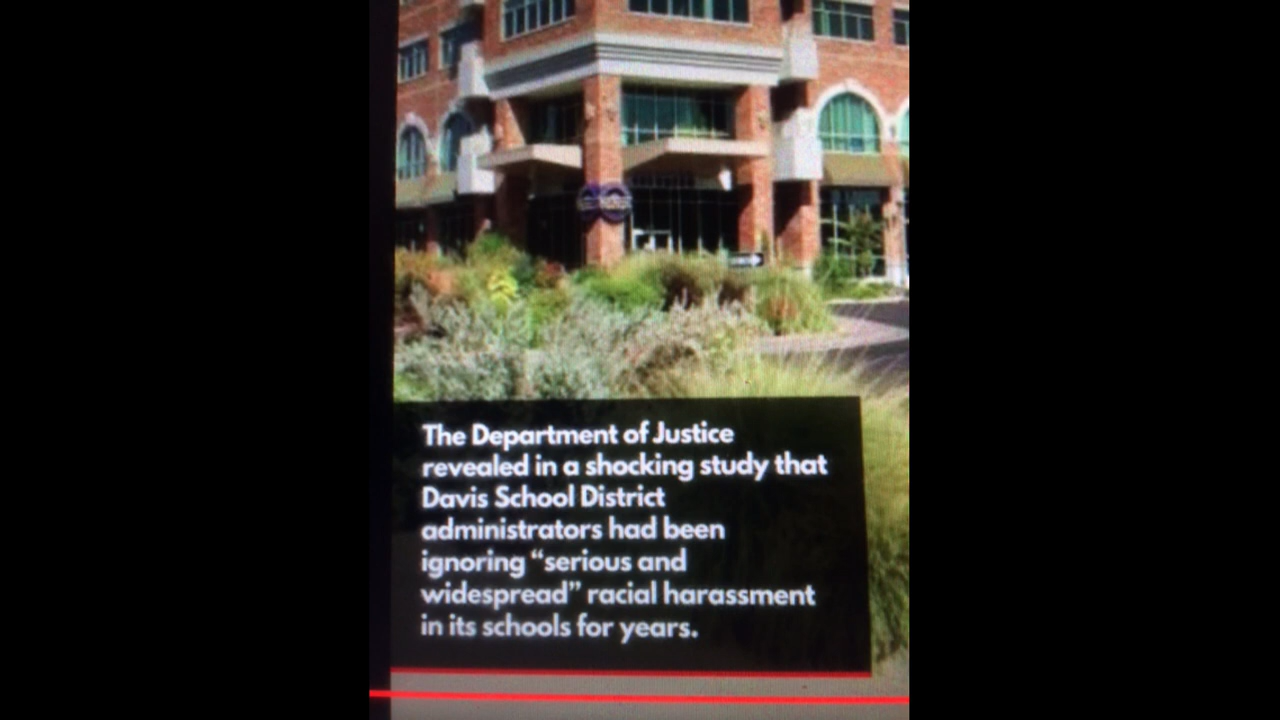 The Department of Justice
revealed in a shocking study that
Davis School District
administrators had been
ignoring “serious and
widespread” racial harassment
in its schools for years.